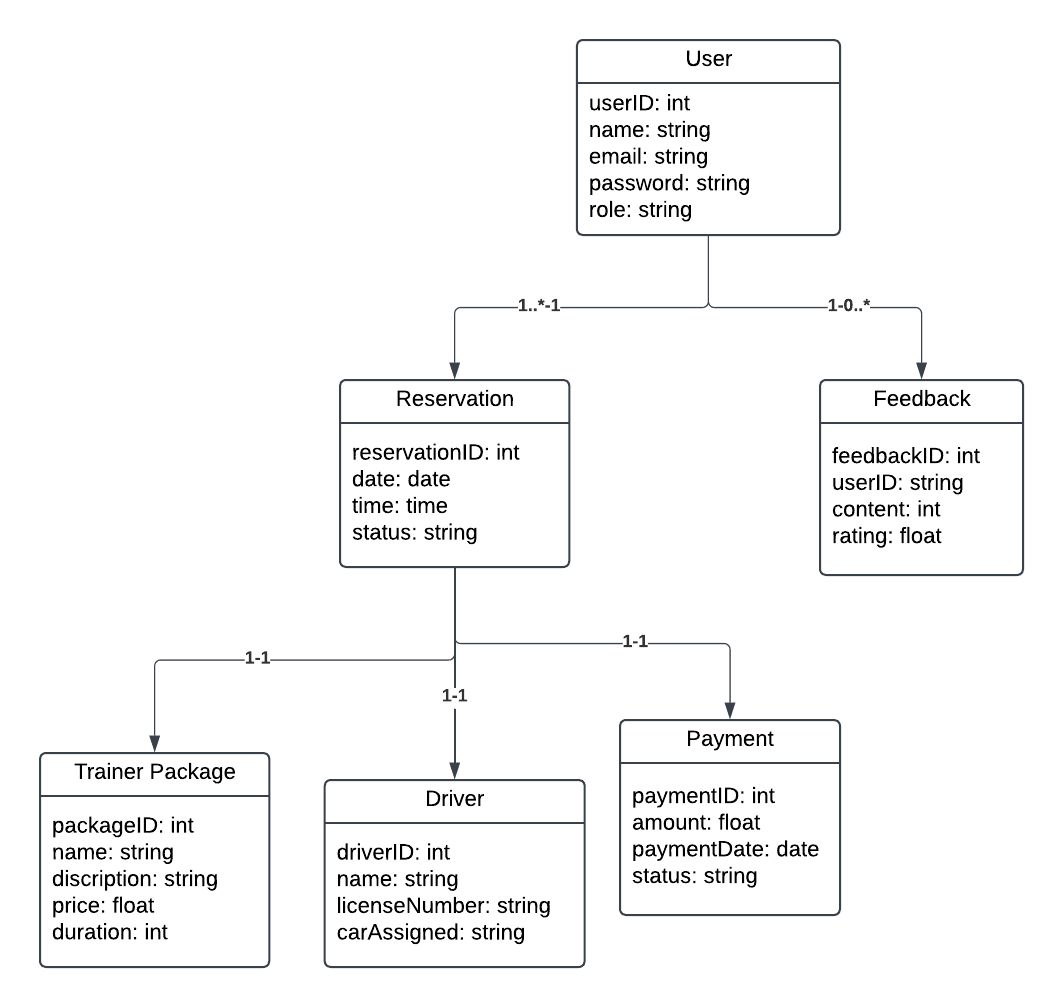 User
userID: int
name: string
email: string
password: string
role: string
1..*-1
1-0..*
Reservation
reservationID: int
date: date
time: time
status: string
Feedback
feedbackID: int
userID: string
content: int
rating: float
1-1
1-1
1-1
Trainer Package
packageID: int
name: string
discription: string
price: float
duration: int
Driver
driverID: int
name: string
licenseNumber: string
carAssigned: string
Payment
paymentID: int
amount: float
paymentDate: date
status: string